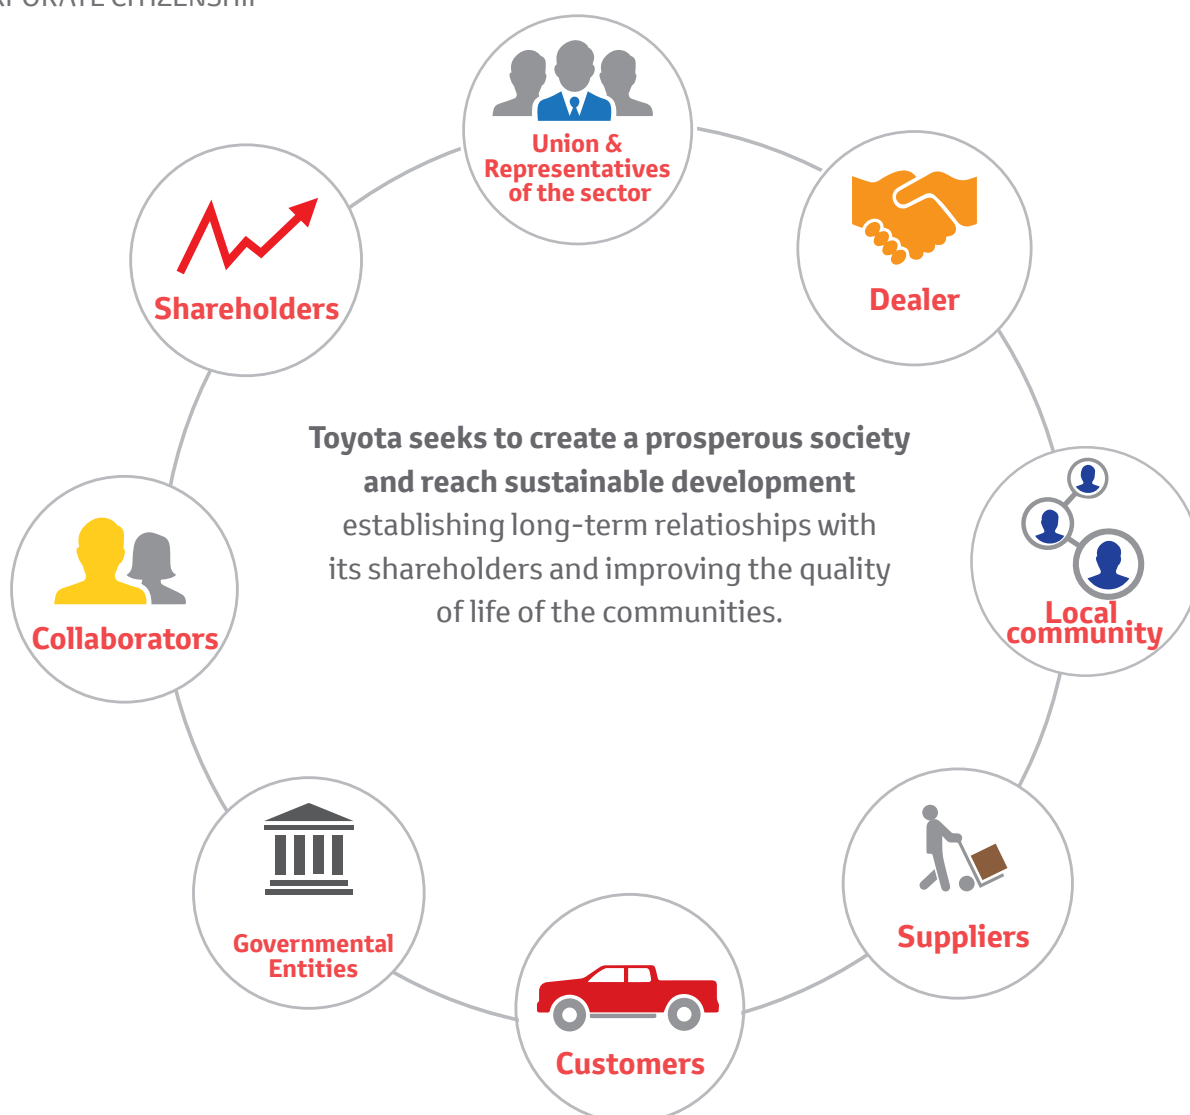 CORPORATE CITIZENSHIP
Union &
Representatives
of the sector
Dealer
Shareholders
Toyota seeks to create a prosperous society
and reach sustainable development
establishing long-term relatioships with
its shareholders and improving the quality
of life of the communities.
Local
community
Collaborators
Suppliers
Governmental
Entities
Customers